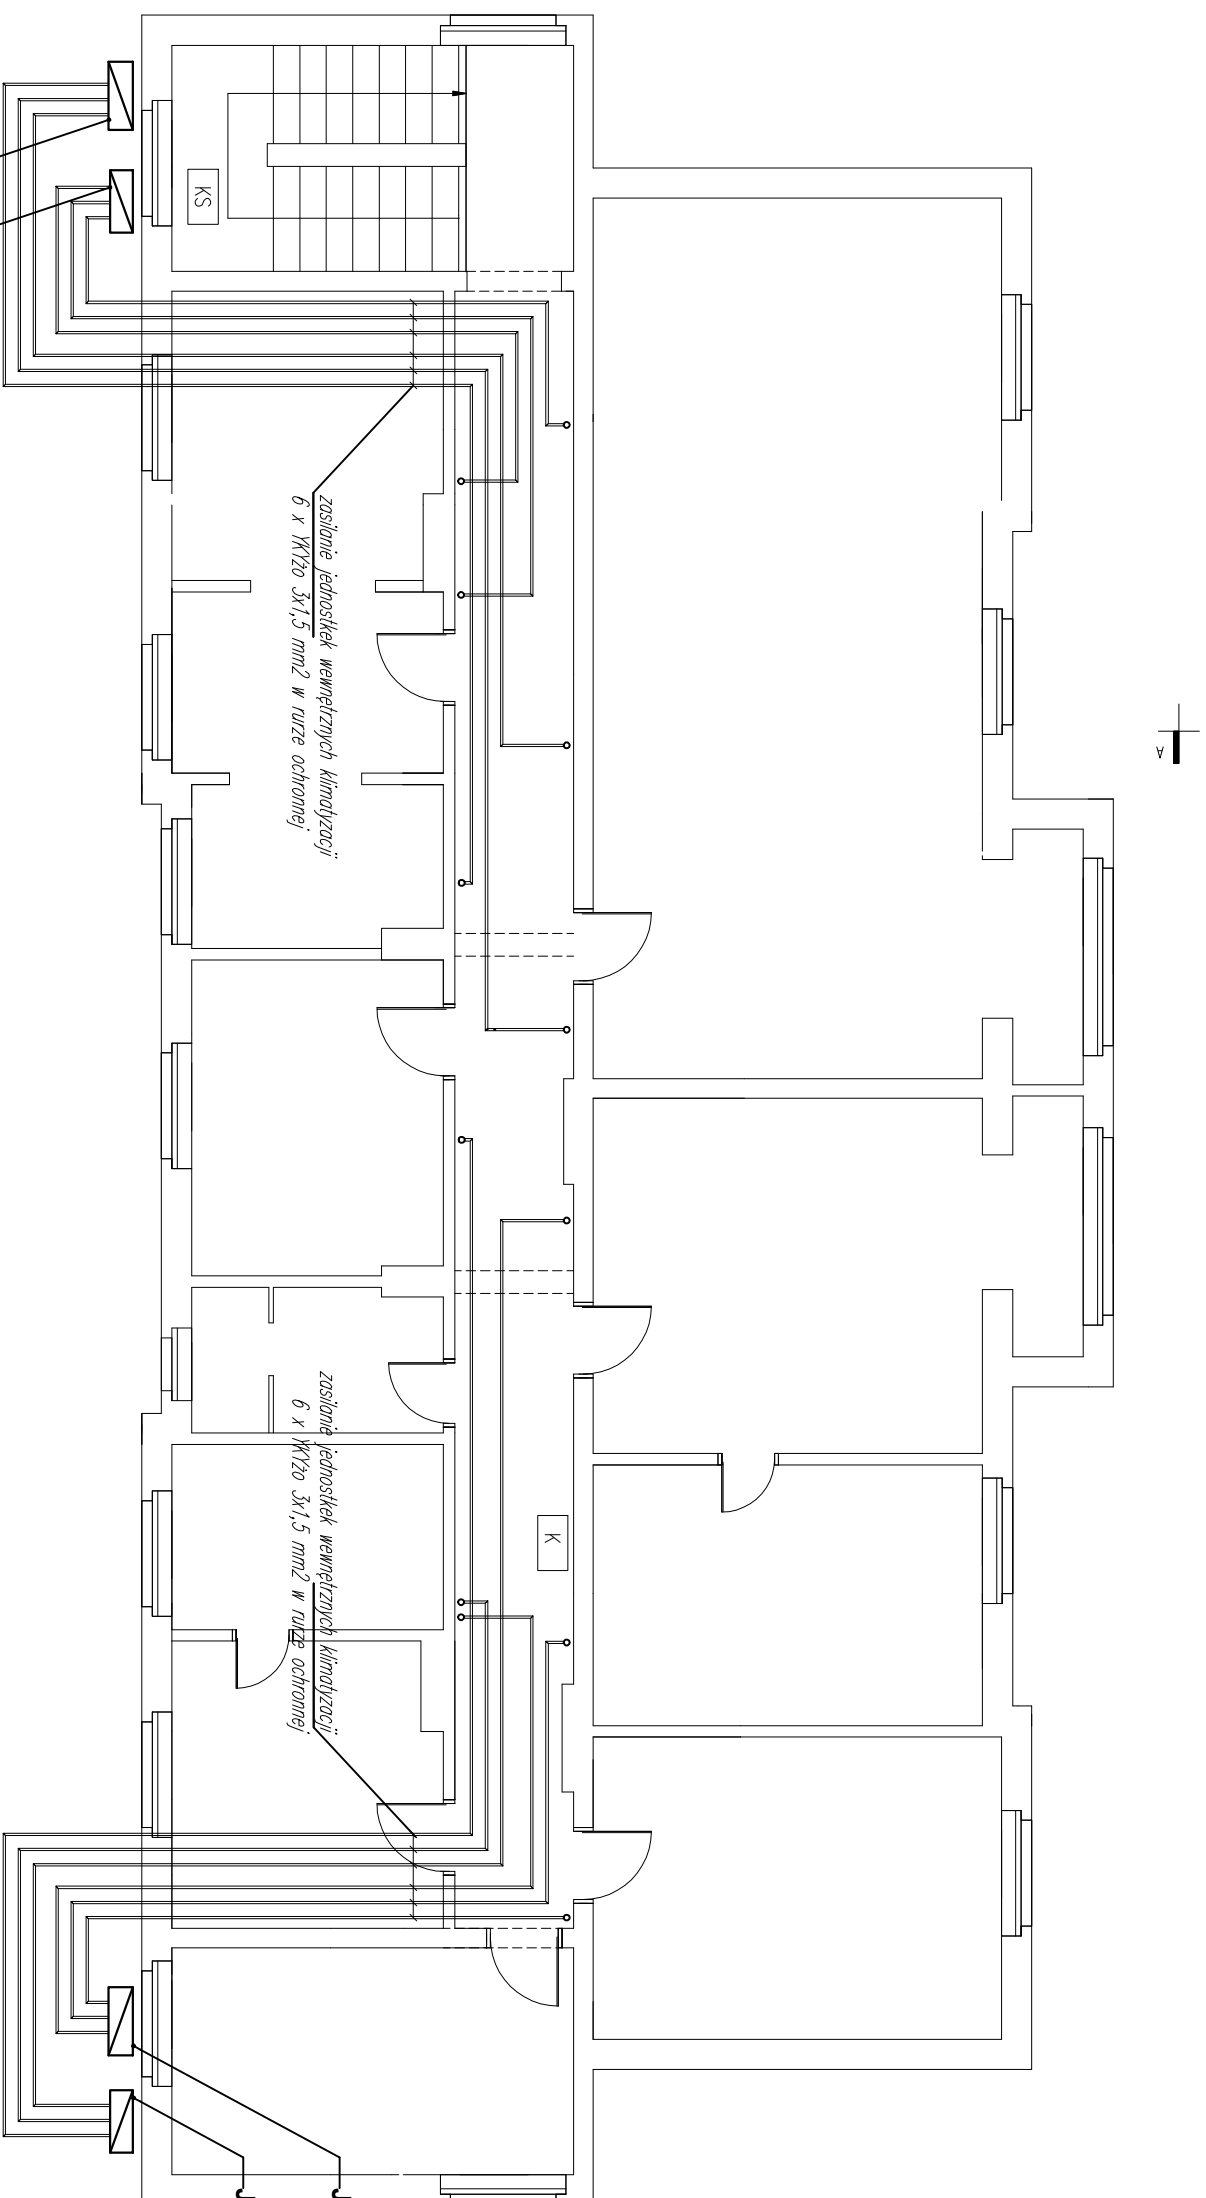 KS
zasilanie jednostkek wewnętrznych klimatyzacji
6 x YKYżo 3x1,5 mm2 w rurze ochronnej
A
K
zasilanie jednostkek wewnętrznych klimatyzacji
6 x YKYżo 3x1,5 mm2 w rurze ochronnej